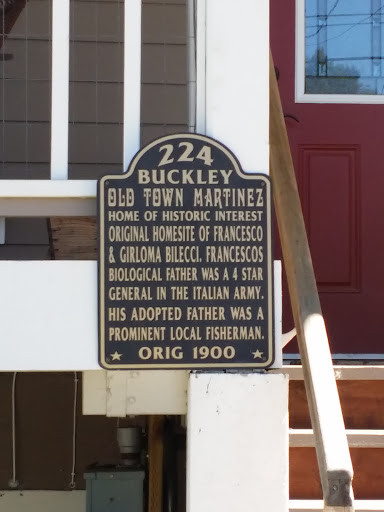 224
BUCKLEY
OLD TOWN MARTINEZ
HOME OF HISTORIC INTEREST
ORIGINAL HOMESITE OF FRANCESCO
& GIRLOMA BILECCI. FRANCESCOS
BIOLOGICAL FATHER WAS A 4 STAR
GENERAL IN THE ITALIAN ARMY.
HIS ADOPTED FATHER WAS A
PROMINENT LOCAL FISHERMAN.
ORIG 1900